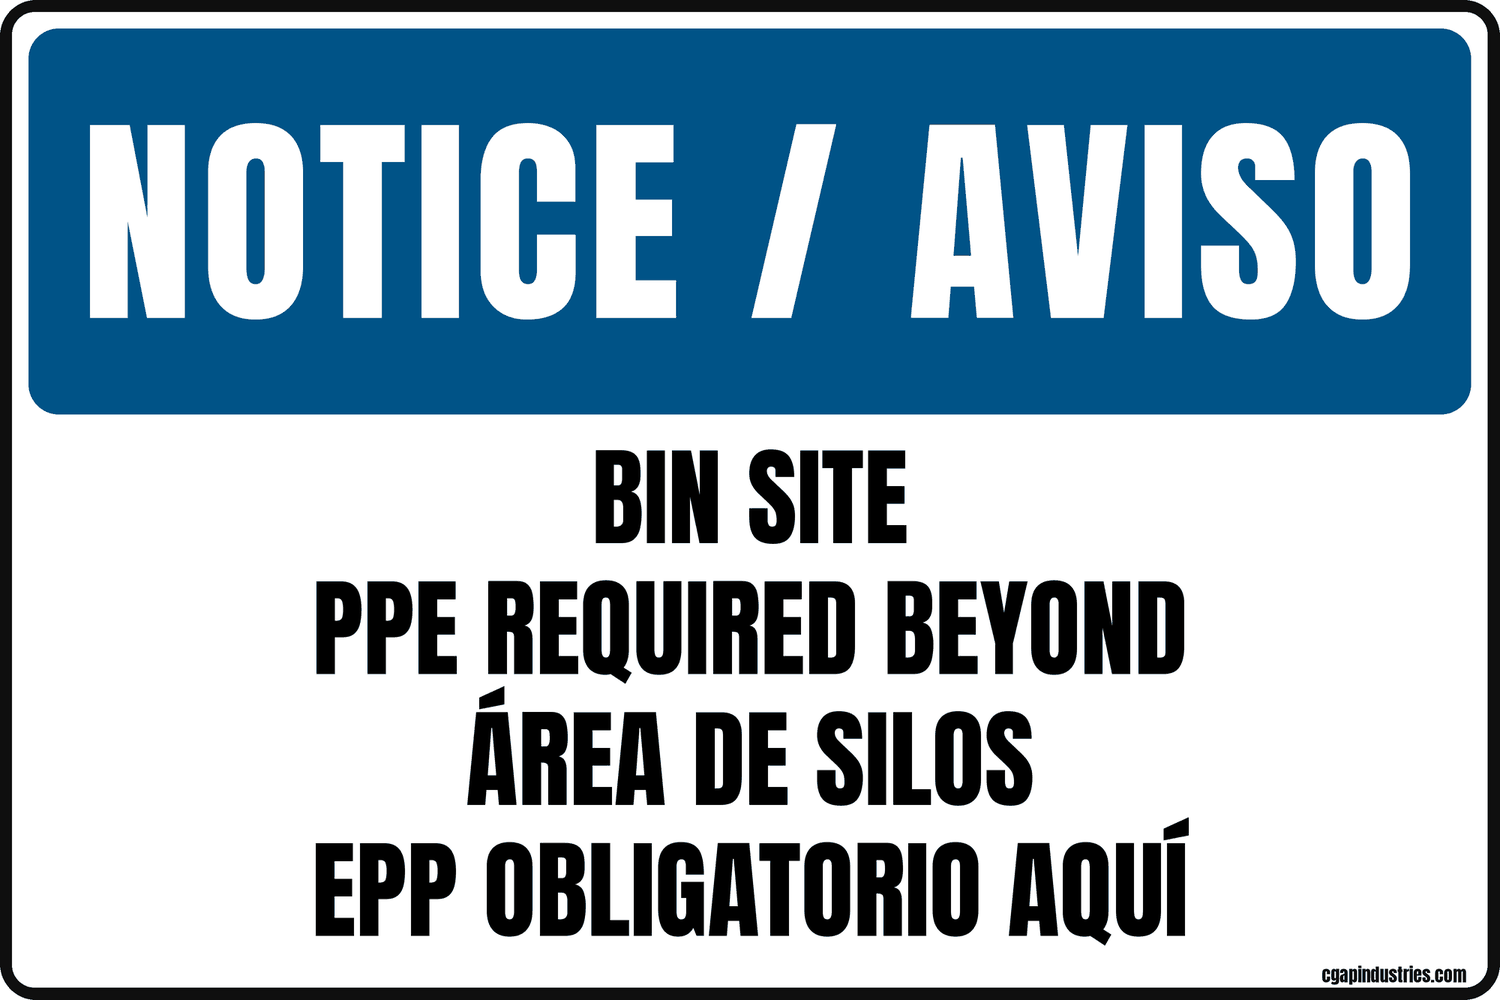 NOTICE / AVISO
BIN SITE
PPE REQUIRED BEYOND
ÁREA DE SILOS
EPP OBLIGATORIO AQUÍ
cgapindustries.com